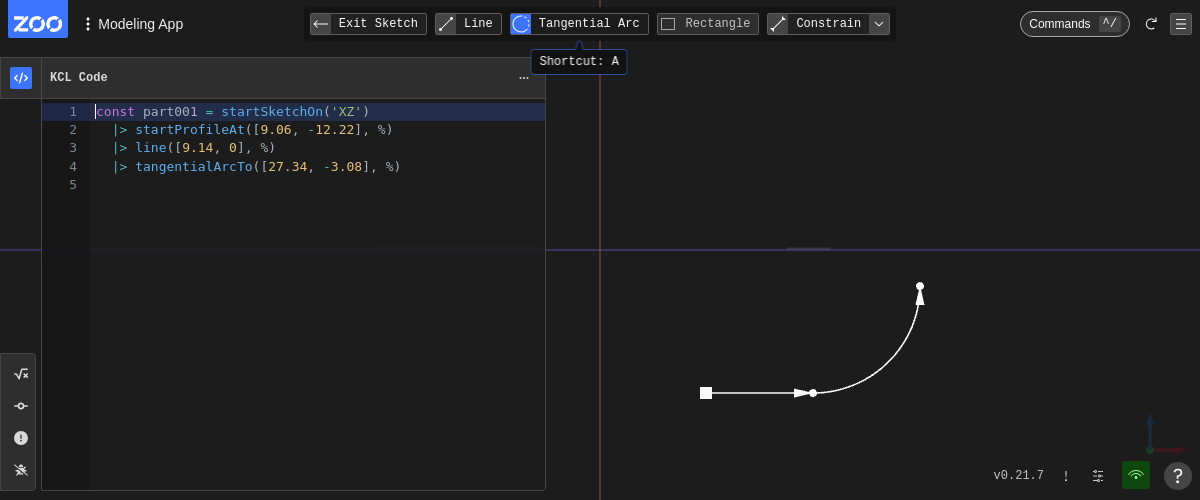 ZOO
Modeling App
Exit Sketch
Line
Tangential Arc
Rectangle
Constrain
Commands ^/
Shortcut: A
KCL Code
1 const part001 = startSketchOn('XZ')
2 |> startProfileAt([9.06, -12.22], %)
3 |> line([9.14, 0], %)
4 |> tangentialArcTo([27.34, -3.08], %)
5
v0.21.7
!
?